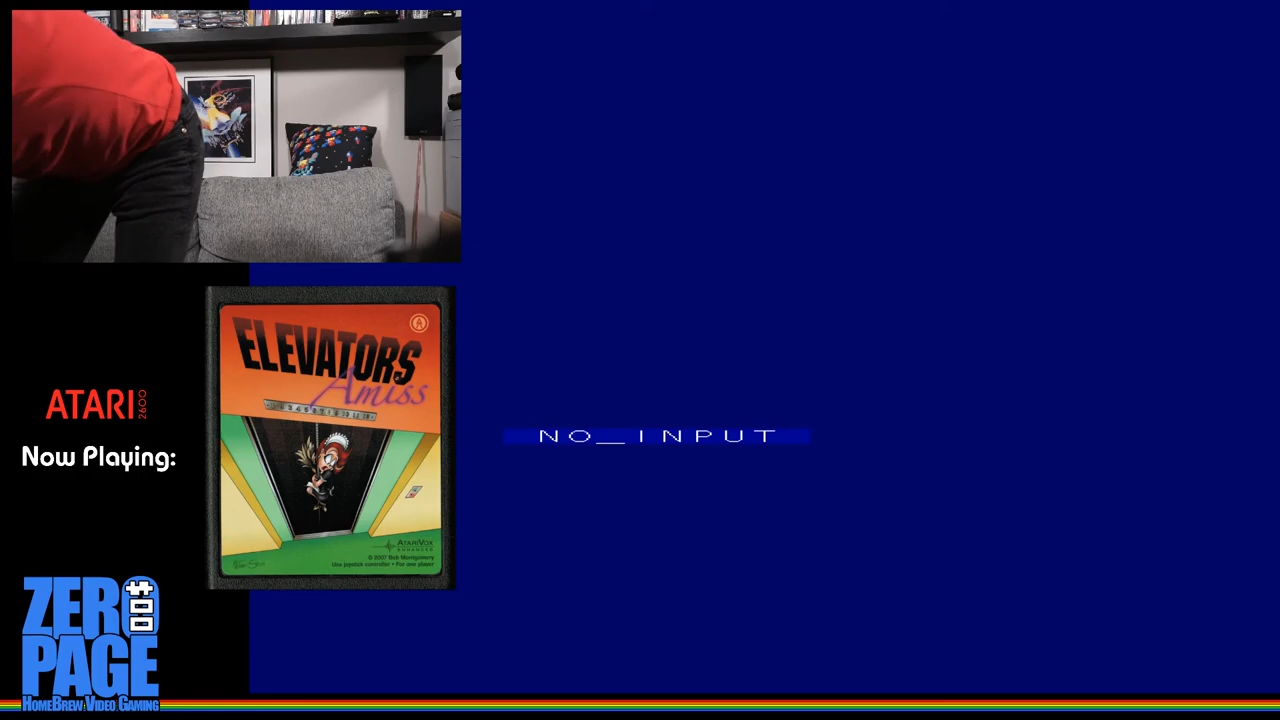 ELEVATORS
Amiss
ATARI 2600
Now Playing:
NO_INPUT
ATARIVOX
ENHANCED
© 2007 Bob Montgomery
Use joystick controller • For one player
ZERO
PAGE
HOMEBREW VIDEO GAMING